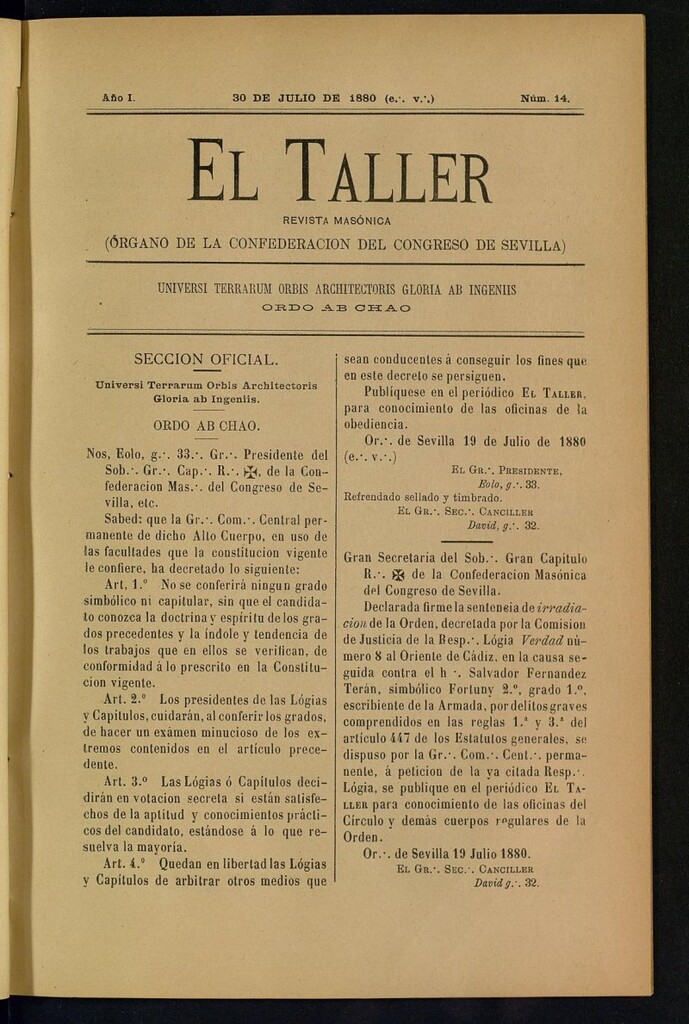 Año I.
30 DE JULIO DE 1880 (e.·. v.·.)
Núm. 14.
EL TALLER
REVISTA MASÓNICA
(ÓRGANO DE LA CONFEDERACION DEL CONGRESO DE SEVILLA)
UNIVERSI TERRARUM ORBIS ARCHITECTORIS GLORIA AB INGENIIS
ORDO AB CHAO
SECCION OFICIAL.
Universi Terrarum Orbis Architectoris
Gloria ab Ingeniis.
ORDO AB CHAO.
Nos, Eolo, g.·. 33.·. Gr.·. Presidente del
Sob.·. Gr.·. Cap.·. R.·. ✠, de la Con-
federacion Mas.·. del Congreso de Se-
villa, etc.
Sabed: que la Gr.·. Com.·. Central per-
manente de dicho Alto Cuerpo, en uso de
las facultades que la constitucion vigente
le confiere, ha decretado lo siguiente:
Art. 1.º No se conferirá ningun grado
simbólico ni capitular, sin que el candida-
to conozca la doctrina y espíritu de los gra-
dos precedentes y la índole y tendencia de
los trabajos que en ellos se verifican, de
conformidad á lo prescrito en la Constitu-
cion vigente.
Art. 2.º Los presidentes de las Lógias
y Capítulos, cuidarán, al conferir los grados,
de hacer un exámen minucioso de los ex-
tremos contenidos en el artículo prece-
dente.
Art. 3.º Las Lógias ó Capítulos deci-
dirán en votacion secreta si están satisfe-
chos de la aptitud y conocimientos prácti-
cos del candidato, estándose á lo que re-
suelva la mayoría.
Art. 4.º Quedan en libertad las Lógias
y Capítulos de arbitrar otros medios que
sean conducentes á conseguir los fines que
en este decreto se persiguen.
Publíquese en el periódico EL TALLER,
para conocimiento de las oficinas de la
obediencia.
Or.·. de Sevilla 19 de Julio de 1880
(e.·. v.·.)
EL GR.·. PRESIDENTE,
Eolo, g.·. 33.
Refrendado sellado y timbrado.
EL GR.·. SEC.·. CANCILLER
David, g.·. 32.
Gran Secretaria del Sob.·. Gran Capitulo
R.·. ✠ de la Confederacion Masónica
del Congreso de Sevilla.
Declarada firme la sentencia de irradia-
cion de la Orden, decretada por la Comision
de Justicia de la Resp.·. Lógia Verdad nú-
mero 8 al Oriente de Cádiz, en la causa se-
guida contra el h.·. Salvador Fernandez
Terán, simbólico Fortuny 2.º, grado 1.º,
escribiente de la Armada, por delitos graves
comprendidos en las reglas 1.ª y 3.ª del
artículo 447 de los Estatutos generales, se
dispuso por la Gr.·. Com.·. Cent.·. perma-
nente, á peticion de la ya citada Resp.·.
Lógia, se publique en el periódico EL TA-
LLER para conocimiento de las oficinas del
Círculo y demás cuerpos regulares de la
Orden.
Or.·. de Sevilla 19 Julio 1880.
EL GR.·. SEC.·. CANCILLER
David g.·. 32.